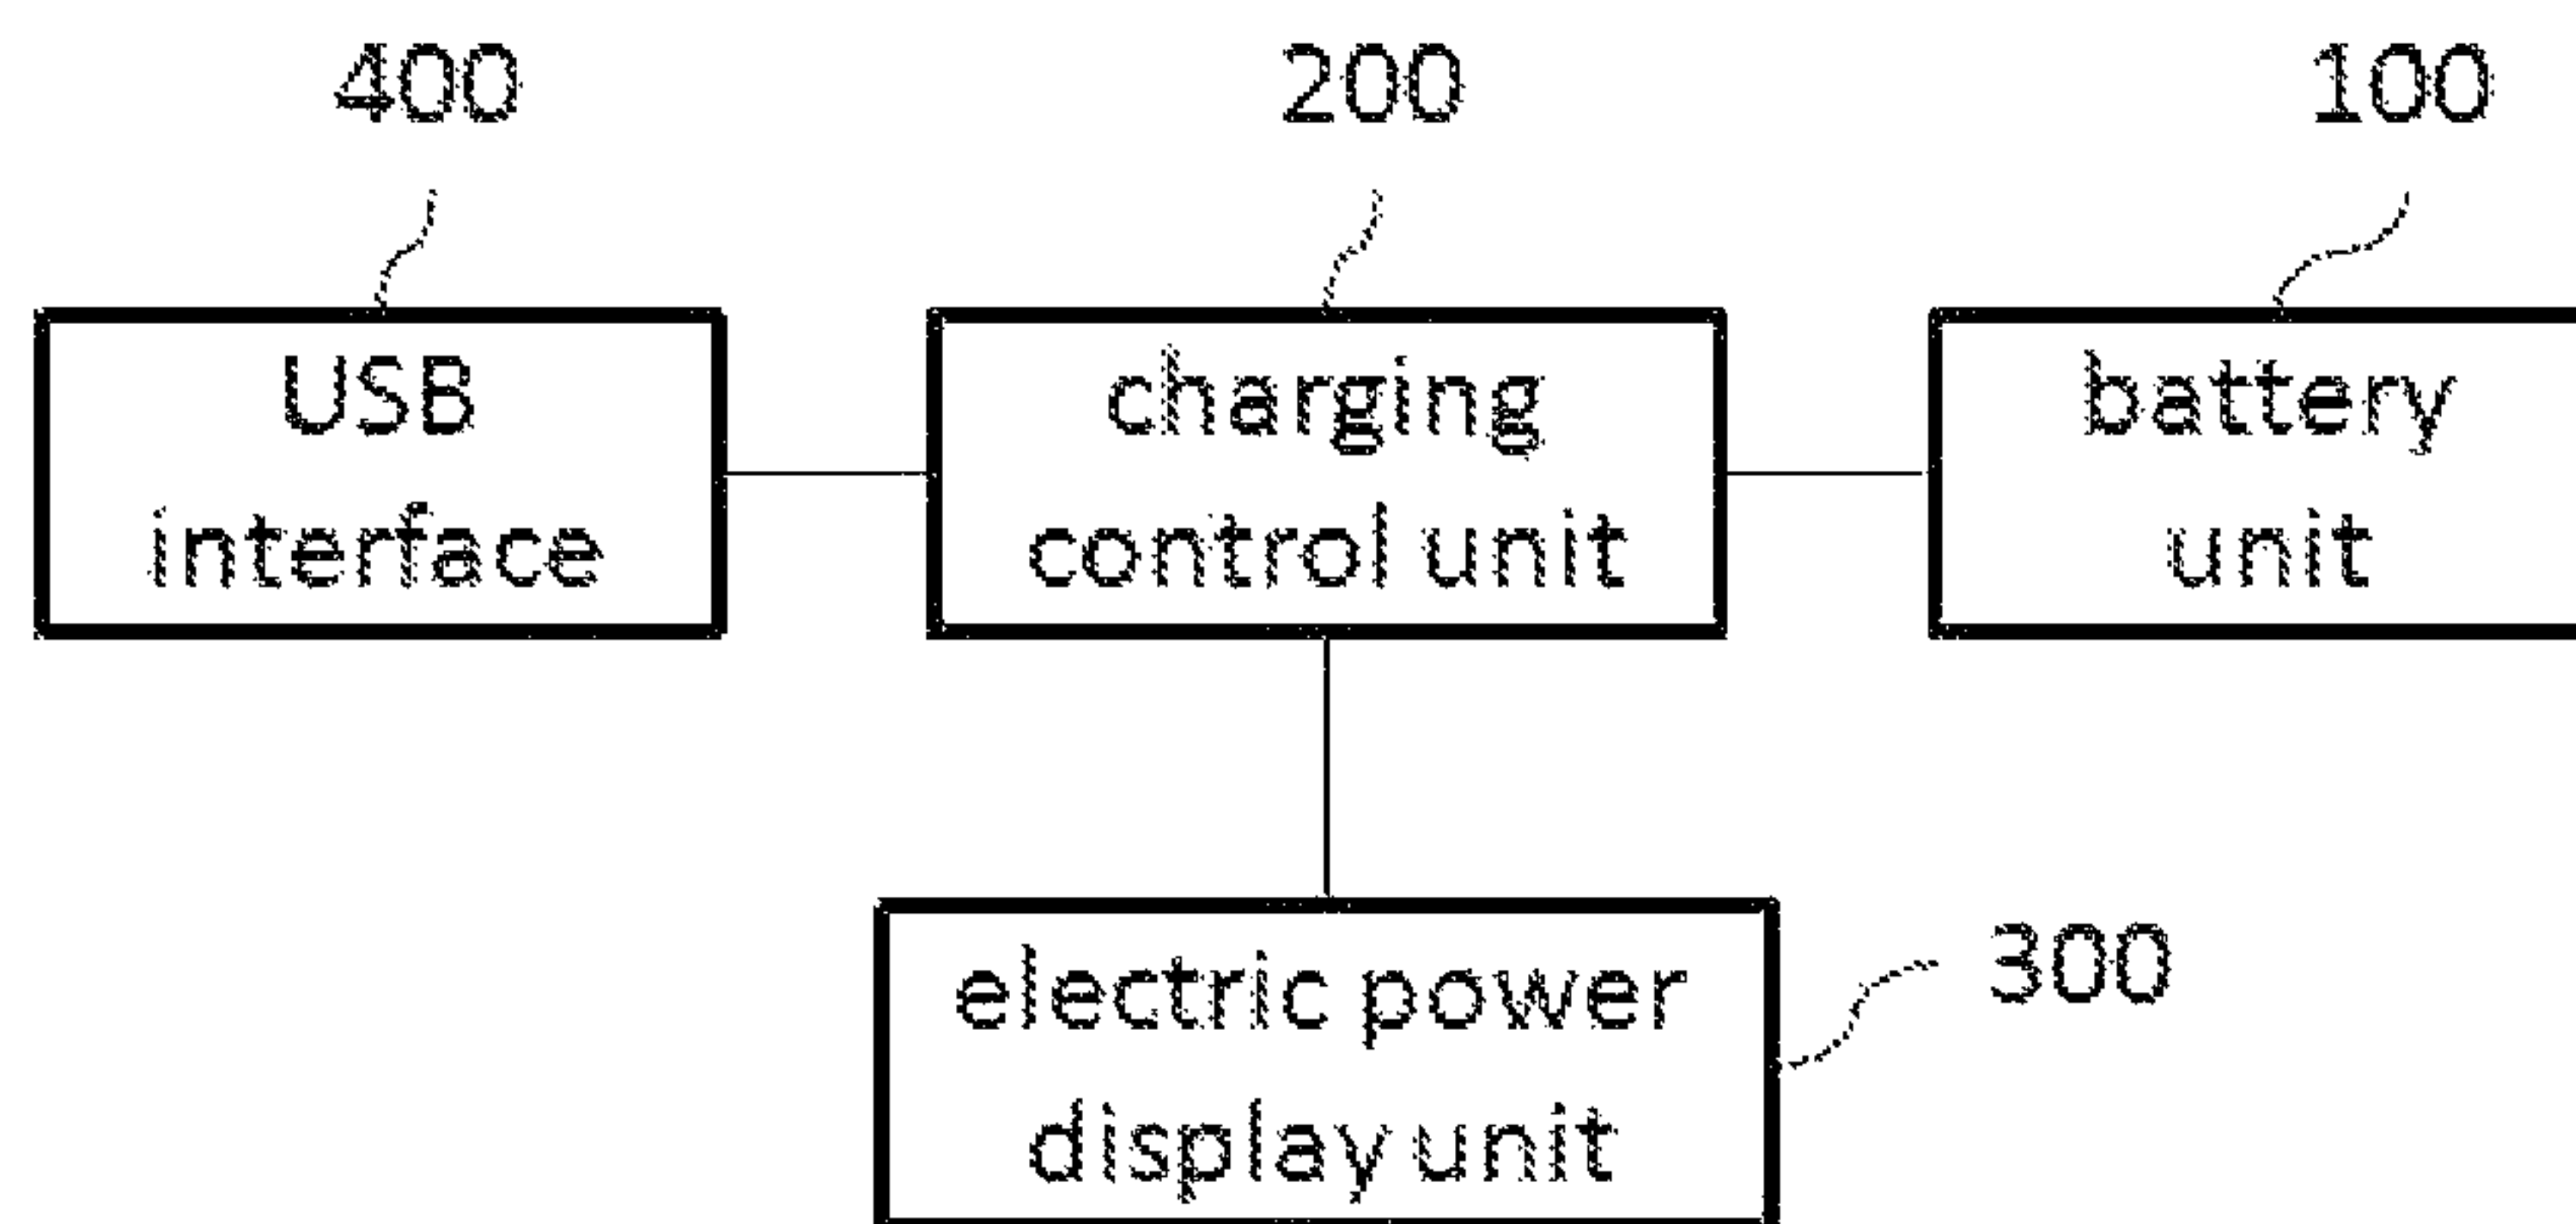 400
200
100
USB
interface
charging
control unit
battery
unit
electric power
display unit
300